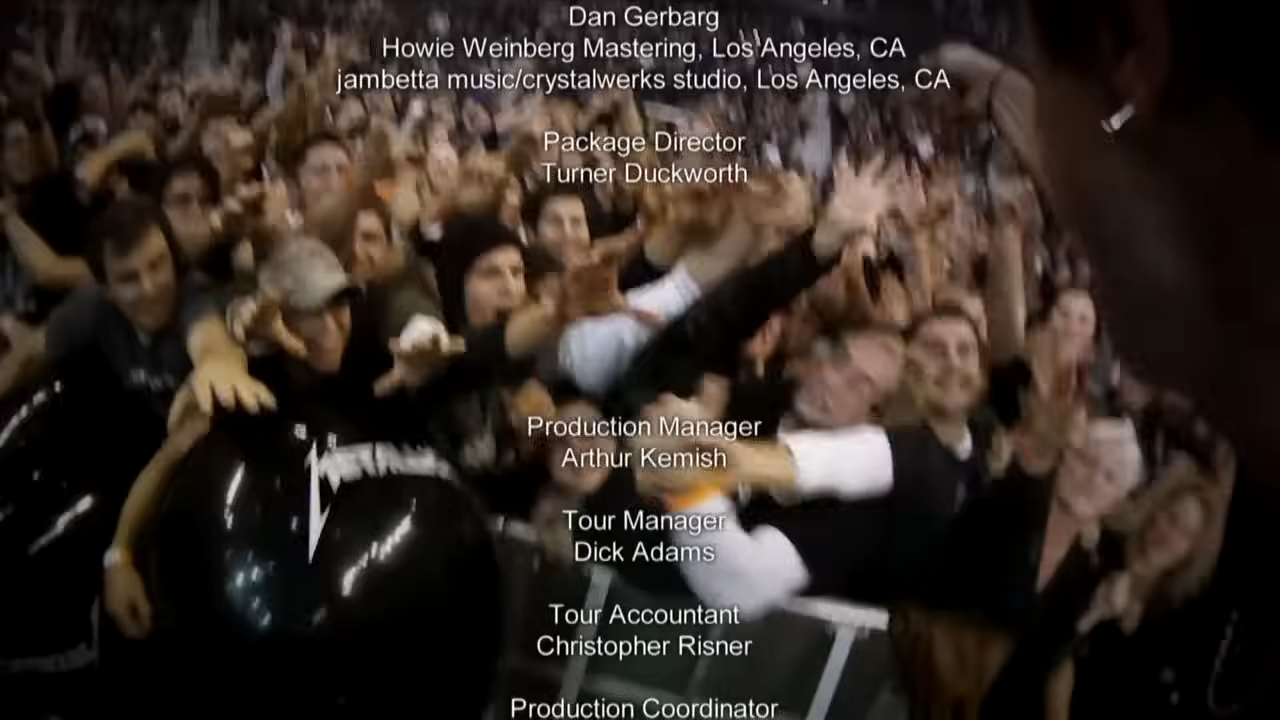 Dan Gerbarg
Howie Weinberg Mastering, Los Angeles, CA
jambetta music/crystalwerks studio, Los Angeles, CA
Package Director
Turner Duckworth
Production Manager
Arthur Kemish
METALLICA
Tour Manager
Dick Adams
Tour Accountant
Christopher Risner
Production Coordinator